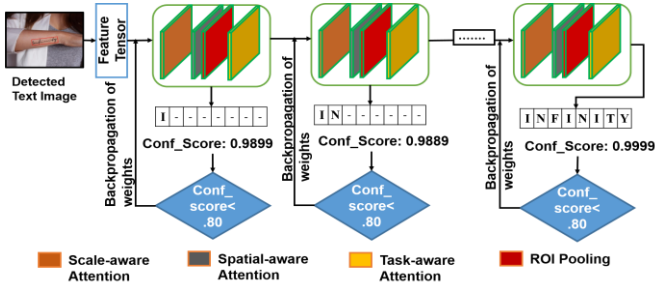 Detected
Text Image
Feature
Tensor
Backpropagation of
weights
I - - - - - - -
Conf_Score: 0.9899
Conf_
score<
.80
Backpropagation of
weights
I N - - - - - -
Conf_Score: 0.9889
Conf_
score<
.80
.......
Backpropagation of
weights
I N F I N I T Y
Conf_Score: 0.9999
Conf_
score<
.80
Scale-aware
Attention
Spatial-aware
Attention
Task-aware
Attention
ROI Pooling